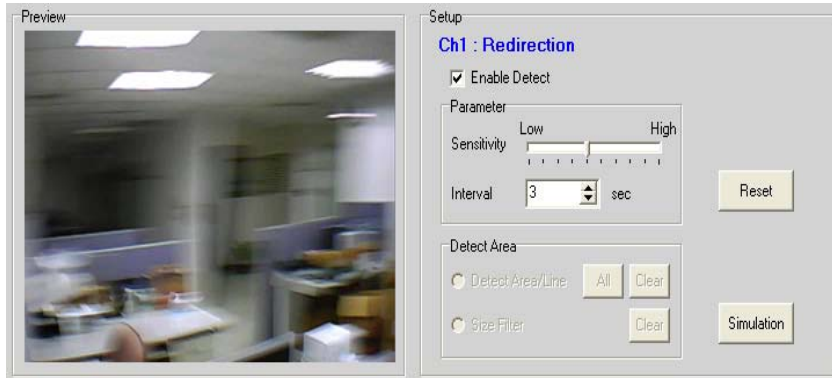 Preview
Setup
Ch1 : Redirection
Enable Detect
Parameter
Low High
Sensitivity
Interval 3 sec
Reset
Detect Area
Detect Area/Line All Clear
Size Filter Clear
Simulation